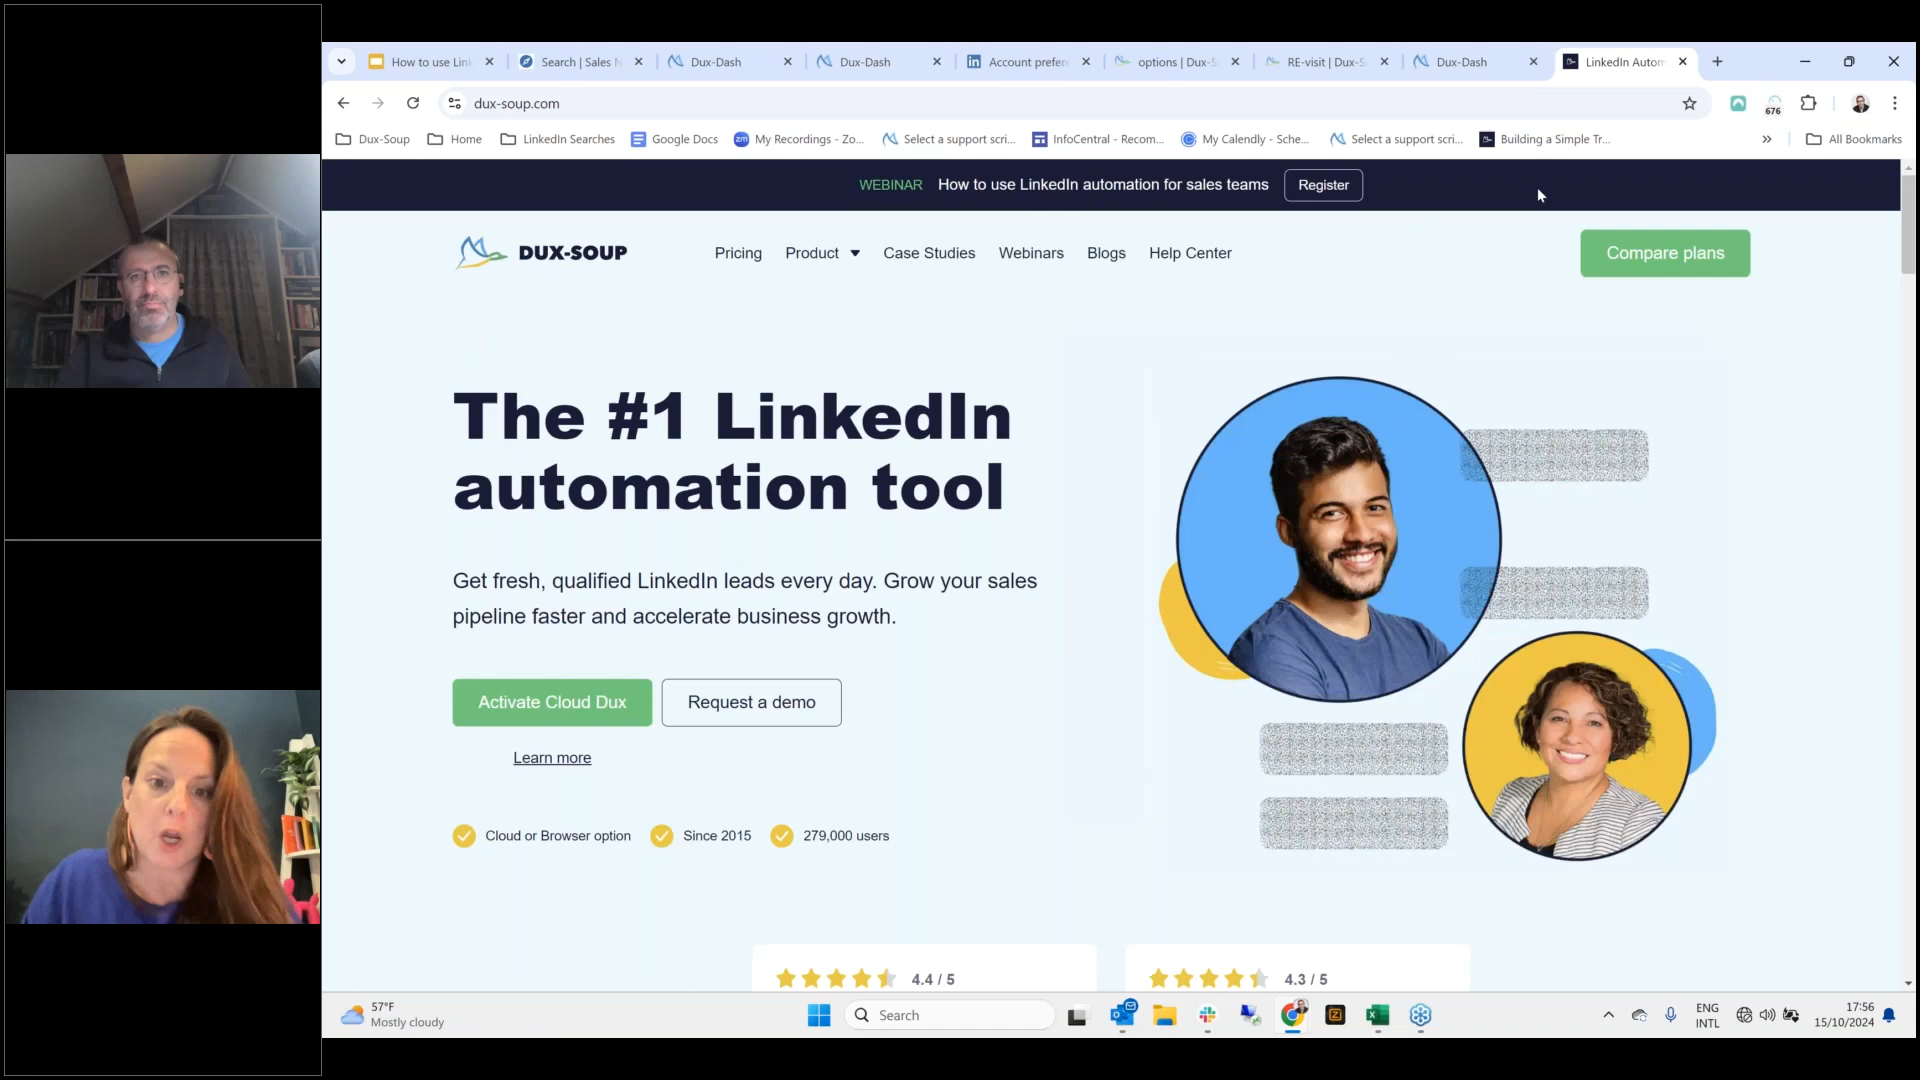 How to use Link
Search | Sales N
Dux-Dash
Dux-Dash
Account prefere
options | Dux-S
RE-visit | Dux-S
Dux-Dash
LinkedIn Autom
dux-soup.com
676
Dux-Soup
Home
LinkedIn Searches
Google Docs
zm
My Recordings - Zo...
Select a support scri...
InfoCentral - Recom...
My Calendly - Sche...
Select a support scri...
Building a Simple Tr...
»
All Bookmarks
WEBINAR How to use LinkedIn automation for sales teams Register
DUX-SOUP
Pricing
Product
Case Studies
Webinars
Blogs
Help Center
Compare plans
The #1 LinkedIn
automation tool
Get fresh, qualified LinkedIn leads every day. Grow your sales
pipeline faster and accelerate business growth.
Activate Cloud Dux
Request a demo
Learn more
Cloud or Browser option
Since 2015
279,000 users
4.4 / 5
4.3 / 5
57°F
Mostly cloudy
Search
ENG
INTL
17:56
15/10/2024